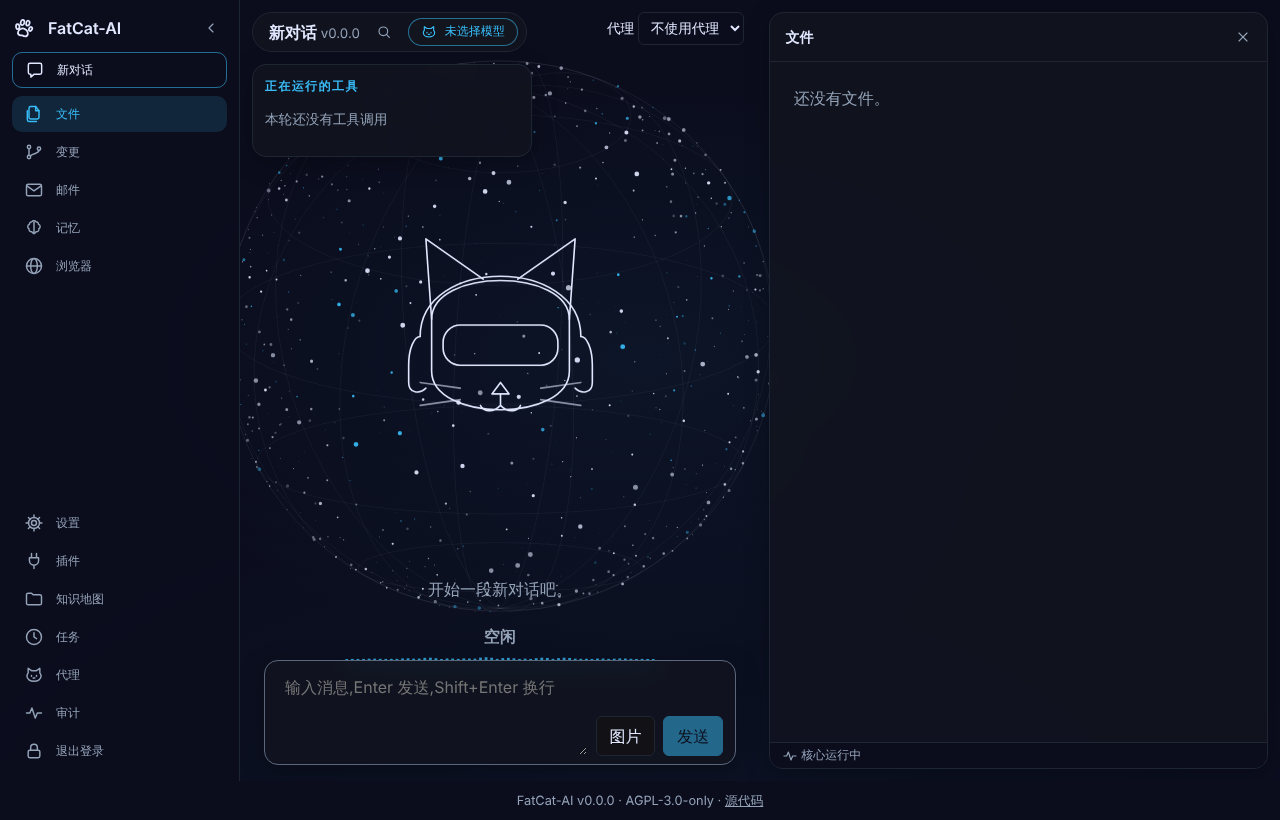 FatCat-AI
新对话
文件
变更
邮件
记忆
浏览器
设置
插件
知识地图
任务
代理
审计
退出登录
新对话 v0.0.0
未选择模型
代理 不使用代理
正在运行的工具
本轮还没有工具调用
开始一段新对话吧。
空闲
输入消息,Enter 发送,Shift+Enter 换行
图片
发送
文件
还没有文件。
核心运行中
FatCat-AI v0.0.0 · AGPL-3.0-only · 源代码